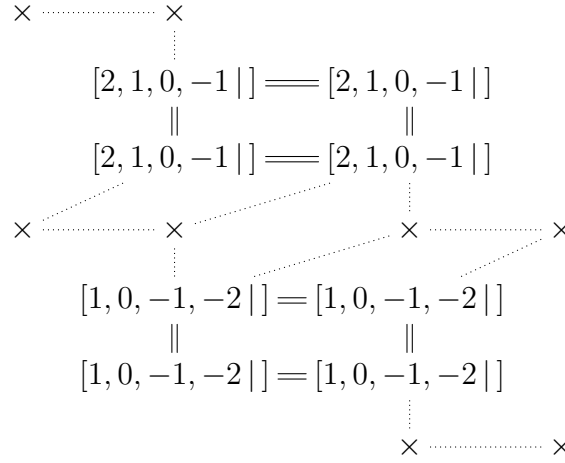 × ×
[2, 1, 0, −1 | ] = [2, 1, 0, −1 | ]
‖ ‖
[2, 1, 0, −1 | ] = [2, 1, 0, −1 | ]
× × × ×
[1, 0, −1, −2 | ] = [1, 0, −1, −2 | ]
‖ ‖
[1, 0, −1, −2 | ] = [1, 0, −1, −2 | ]
× ×